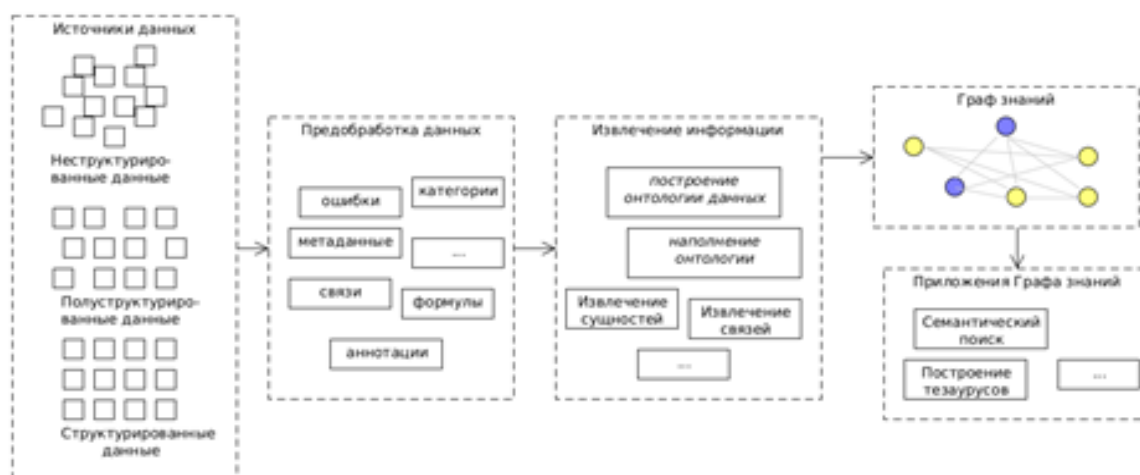 Источники данных
Неструктуриро-
ванные данные
Полуструктуриро-
ванные данные
Структурированные
данные
Предобработка данных
ошибки
категории
метаданные
...
связи
формулы
аннотации
Извлечение информации
построение
онтологии данных
наполнение
онтологии
Извлечение
сущностей
Извлечение
связей
...
Граф знаний
Приложения Графа знаний
Семантический
поиск
Построение
тезаурусов
...